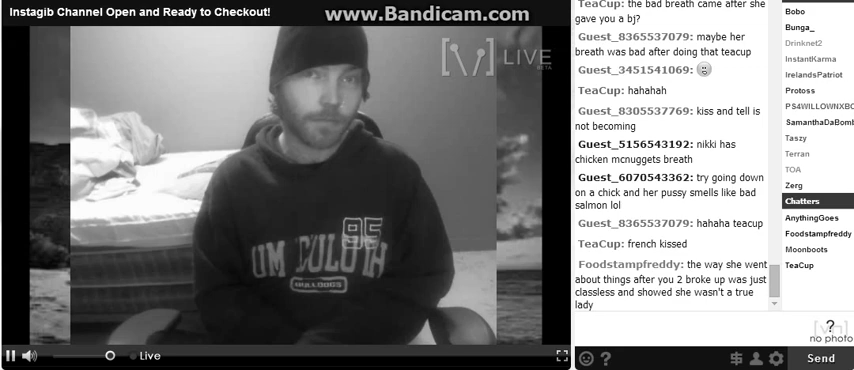 Instagib Channel Open and Ready to Checkout!
www.Bandicam.com
LIVE
BETA
95
UM DULUTH
BULLDOGS
Live
TeaCup: the bad breath came after she
gave you a bj?
Guest_8365537079: maybe her
breath was bad after doing that teacup
Guest_3451541069:
TeaCup: hahahah
Guest_8305537769: kiss and tell is
not becoming
Guest_5156543192: nikki has
chicken mcnuggets breath
Guest_6070543362: try going down
on a chick and her pussy smells like bad
salmon lol
Guest_8365537079: hahaha teacup
TeaCup: french kissed
Foodstampfreddy: the way she went
about things after you 2 broke up was just
classless and showed she wasn't a true
lady
Bobo
Bunga_
Drinknet2
InstantKarma
IrelandsPatriot
Protoss
PS4WILLOWNXBO
SamanthaDaBomb
Taszy
Terran
TOA
Zerg
Chatters
AnythingGoes
Foodstampfreddy
Moonboots
TeaCup
?
no photo
?
$
Send